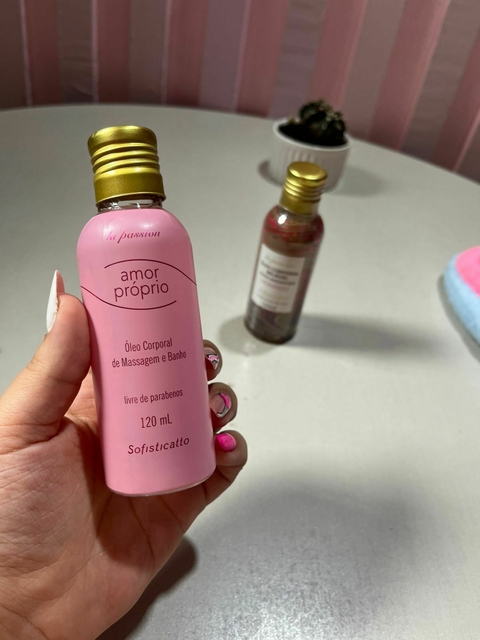 la passion
amor
próprio
Óleo Corporal
de Massagem e Banho
livre de parabenos
120 mL
Sofisticatto